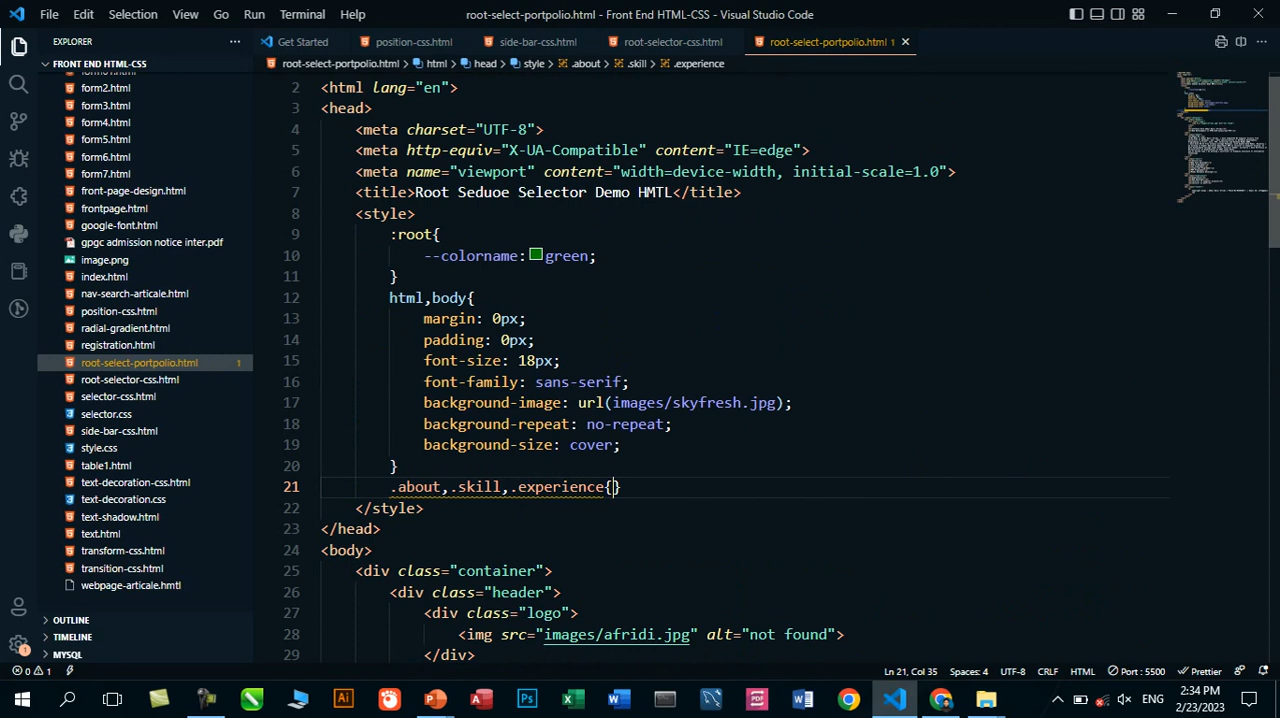 File Edit Selection View Go Run Terminal Help
root-select-portpolio.html - Front End HTML-CSS - Visual Studio Code
EXPLORER ...
Get Started
position-css.html
side-bar-css.html
root-selector-css.html
root-select-portpolio.html 1
FRONT END HTML-CSS
root-select-portpolio.html > html > head > style > .about > .skill > .experience
form2.html
form3.html
form4.html
form5.html
form6.html
form7.html
front-page-design.html
frontpage.html
google-font.html
gpgc admission notice inter.pdf
image.png
index.html
nav-search-articale.html
position-css.html
radial-gradient.html
registration.html
root-select-portpolio.html 1
root-selector-css.html
selector-css.html
selector.css
side-bar-css.html
style.css
table1.html
text-decoration-css.html
text-decoration.css
text-shadow.html
text.html
transform-css.html
transition-css.html
webpage-articale.hmtl
OUTLINE
TIMELINE
MYSQL
2 <html lang="en">
3 <head>
4 <meta charset="UTF-8">
5 <meta http-equiv="X-UA-Compatible" content="IE=edge">
6 <meta name="viewport" content="width=device-width, initial-scale=1.0">
7 <title>Root Seduoe Selector Demo HMTL</title>
8 <style>
9 :root{
10 --colorname: green;
11 }
12 html,body{
13 margin: 0px;
14 padding: 0px;
15 font-size: 18px;
16 font-family: sans-serif;
17 background-image: url(images/skyfresh.jpg);
18 background-repeat: no-repeat;
19 background-size: cover;
20 }
21 .about,.skill,.experience{}
22 </style>
23 </head>
24 <body>
25 <div class="container">
26 <div class="header">
27 <div class="logo">
28 <img src="images/afridi.jpg" alt="not found">
29 </div>
0 1
Ln 21, Col 35 Spaces: 4 UTF-8 CRLF HTML Port : 5500 Prettier
ENG
2:34 PM
2/23/2023